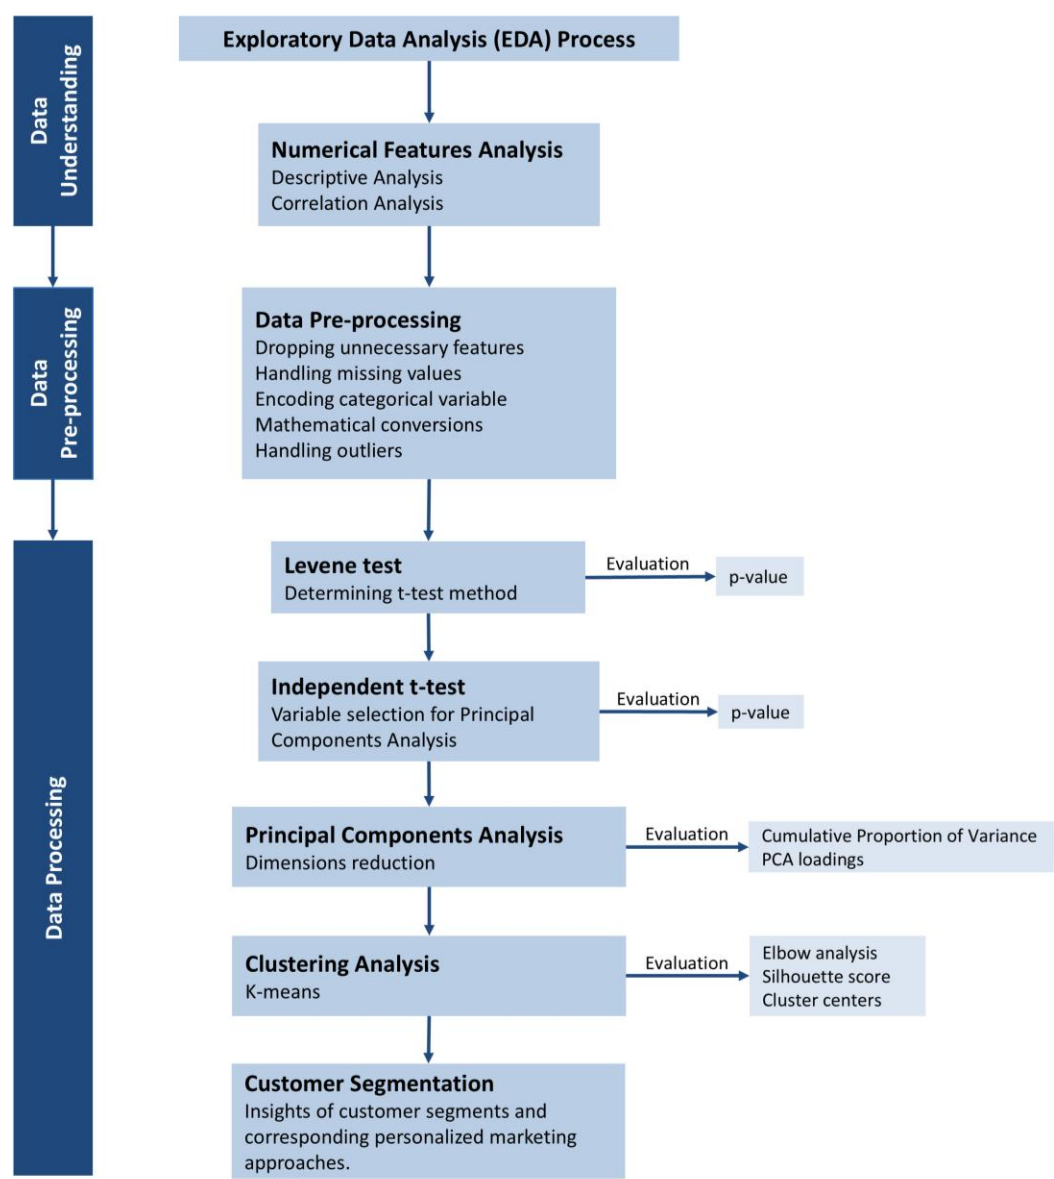 Data
Understanding
Exploratory Data Analysis (EDA) Process
Numerical Features Analysis
Descriptive Analysis
Correlation Analysis
Data
Pre-processing
Data Pre-processing
Dropping unnecessary features
Handling missing values
Encoding categorical variable
Mathematical conversions
Handling outliers
Data Processing
Levene test
Determining t-test method
Evaluation
p-value
Independent t-test
Variable selection for Principal
Components Analysis
Evaluation
p-value
Principal Components Analysis
Dimensions reduction
Evaluation
Cumulative Proportion of Variance
PCA loadings
Clustering Analysis
K-means
Evaluation
Elbow analysis
Silhouette score
Cluster centers
Customer Segmentation
Insights of customer segments and
corresponding personalized marketing
approaches.